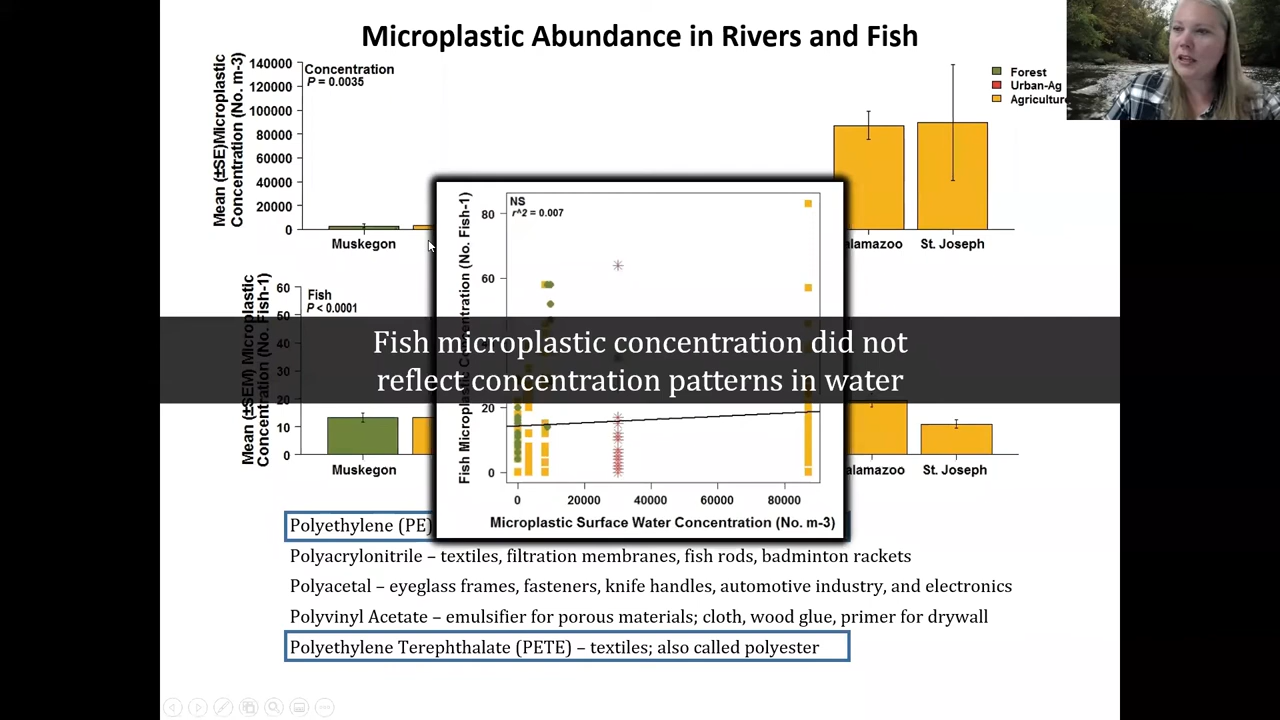 Microplastic Abundance in Rivers and Fish
Mean (±SE)Microplastic
Concentration (No. m-3)
140000
120000
100000
80000
60000
40000
20000
0
Concentration
P = 0.0035
Muskegon
alamazoo
St. Joseph
Forest
Urban-Ag
Agriculture
Mean (±SEM) Microplastic
Concentration (No. Fish-1)
60
50
40
30
20
10
0
Fish
P < 0.0001
Muskegon
alamazoo
St. Joseph
Fish Microplastic Concentration (No. Fish-1)
80
60
20
0
NS
r^2 = 0.007
0
20000
40000
60000
80000
Microplastic Surface Water Concentration (No. m-3)
Fish microplastic concentration did not
reflect concentration patterns in water
Polyethylene (PE)
Polyacrylonitrile – textiles, filtration membranes, fish rods, badminton rackets
Polyacetal – eyeglass frames, fasteners, knife handles, automotive industry, and electronics
Polyvinyl Acetate – emulsifier for porous materials; cloth, wood glue, primer for drywall
Polyethylene Terephthalate (PETE) – textiles; also called polyester